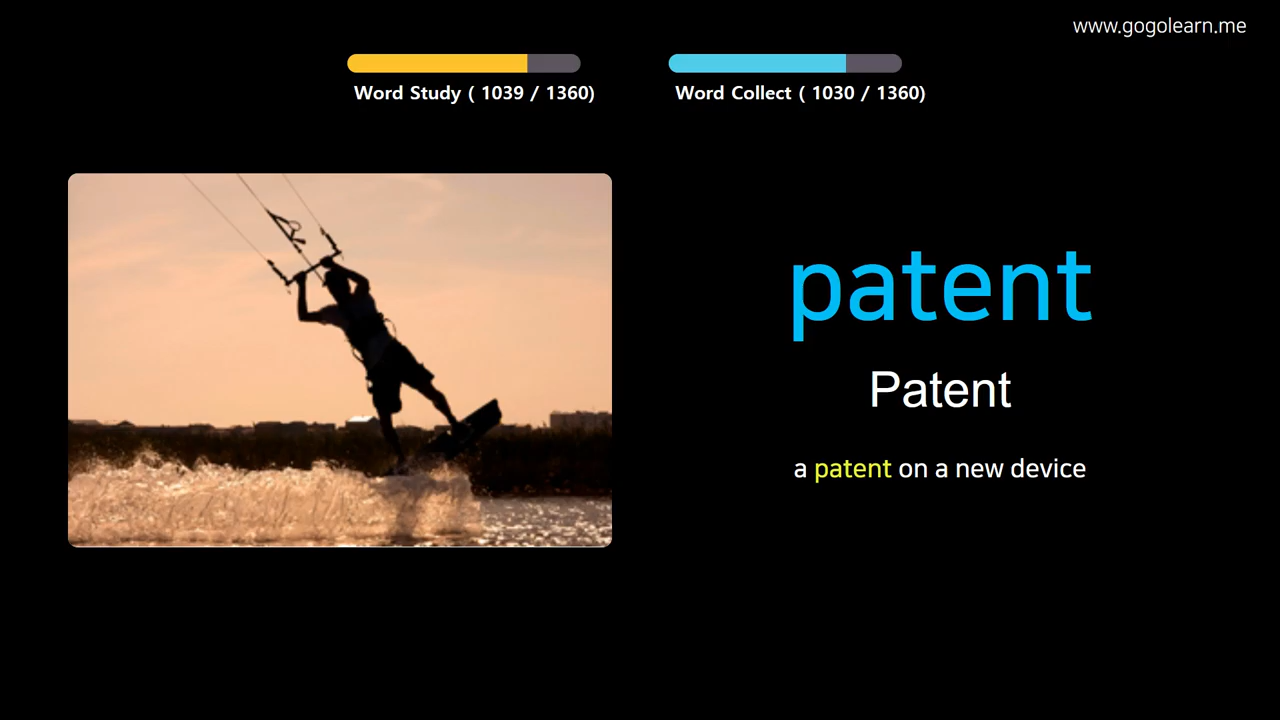 www.gogolearn.me
Word Study ( 1039 / 1360)
Word Collect ( 1030 / 1360)
patent
Patent
a patent on a new device